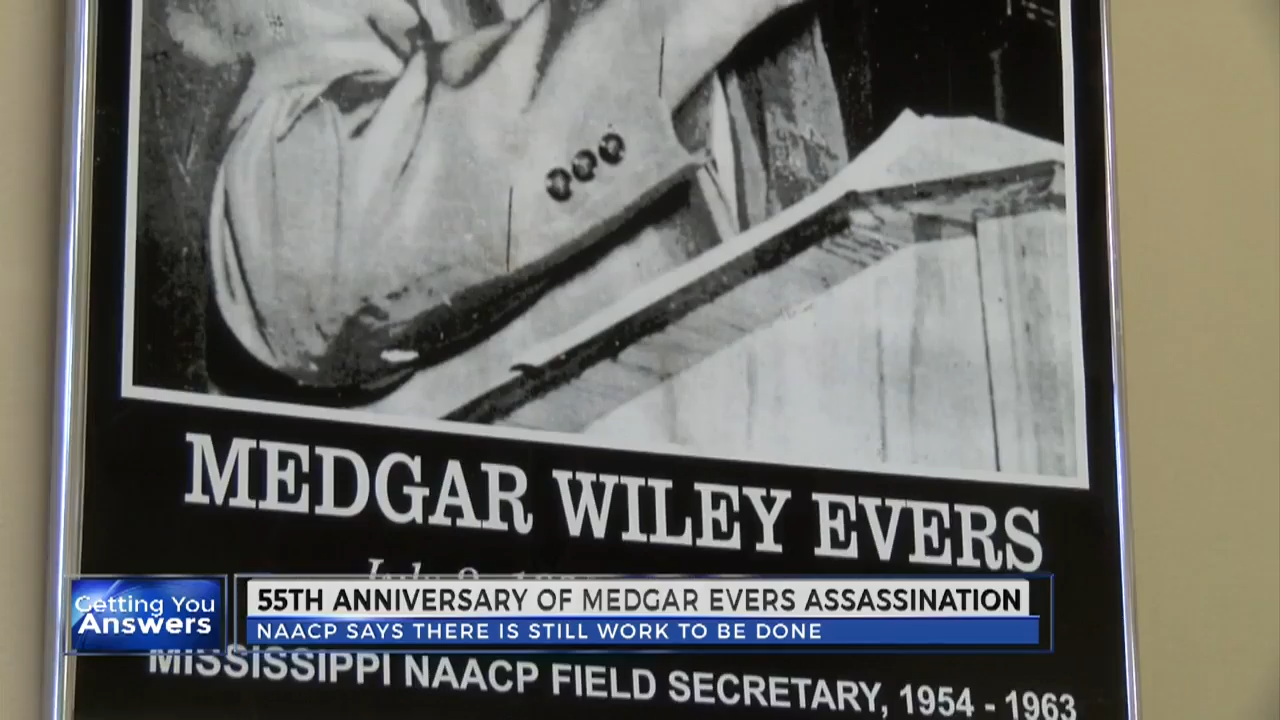 MEDGAR WILEY EVERS
July
Getting You
Answers
55TH ANNIVERSARY OF MEDGAR EVERS ASSASSINATION
NAACP SAYS THERE IS STILL WORK TO BE DONE
MISSISSIPPI NAACP FIELD SECRETARY, 1954 - 1963